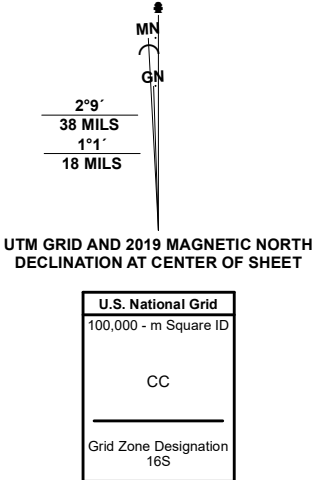 MN
GN
2°9´
38 MILS
1°1´
18 MILS
UTM GRID AND 2019 MAGNETIC NORTH
DECLINATION AT CENTER OF SHEET
U.S. National Grid
100,000 - m Square ID
CC
Grid Zone Designation
16S